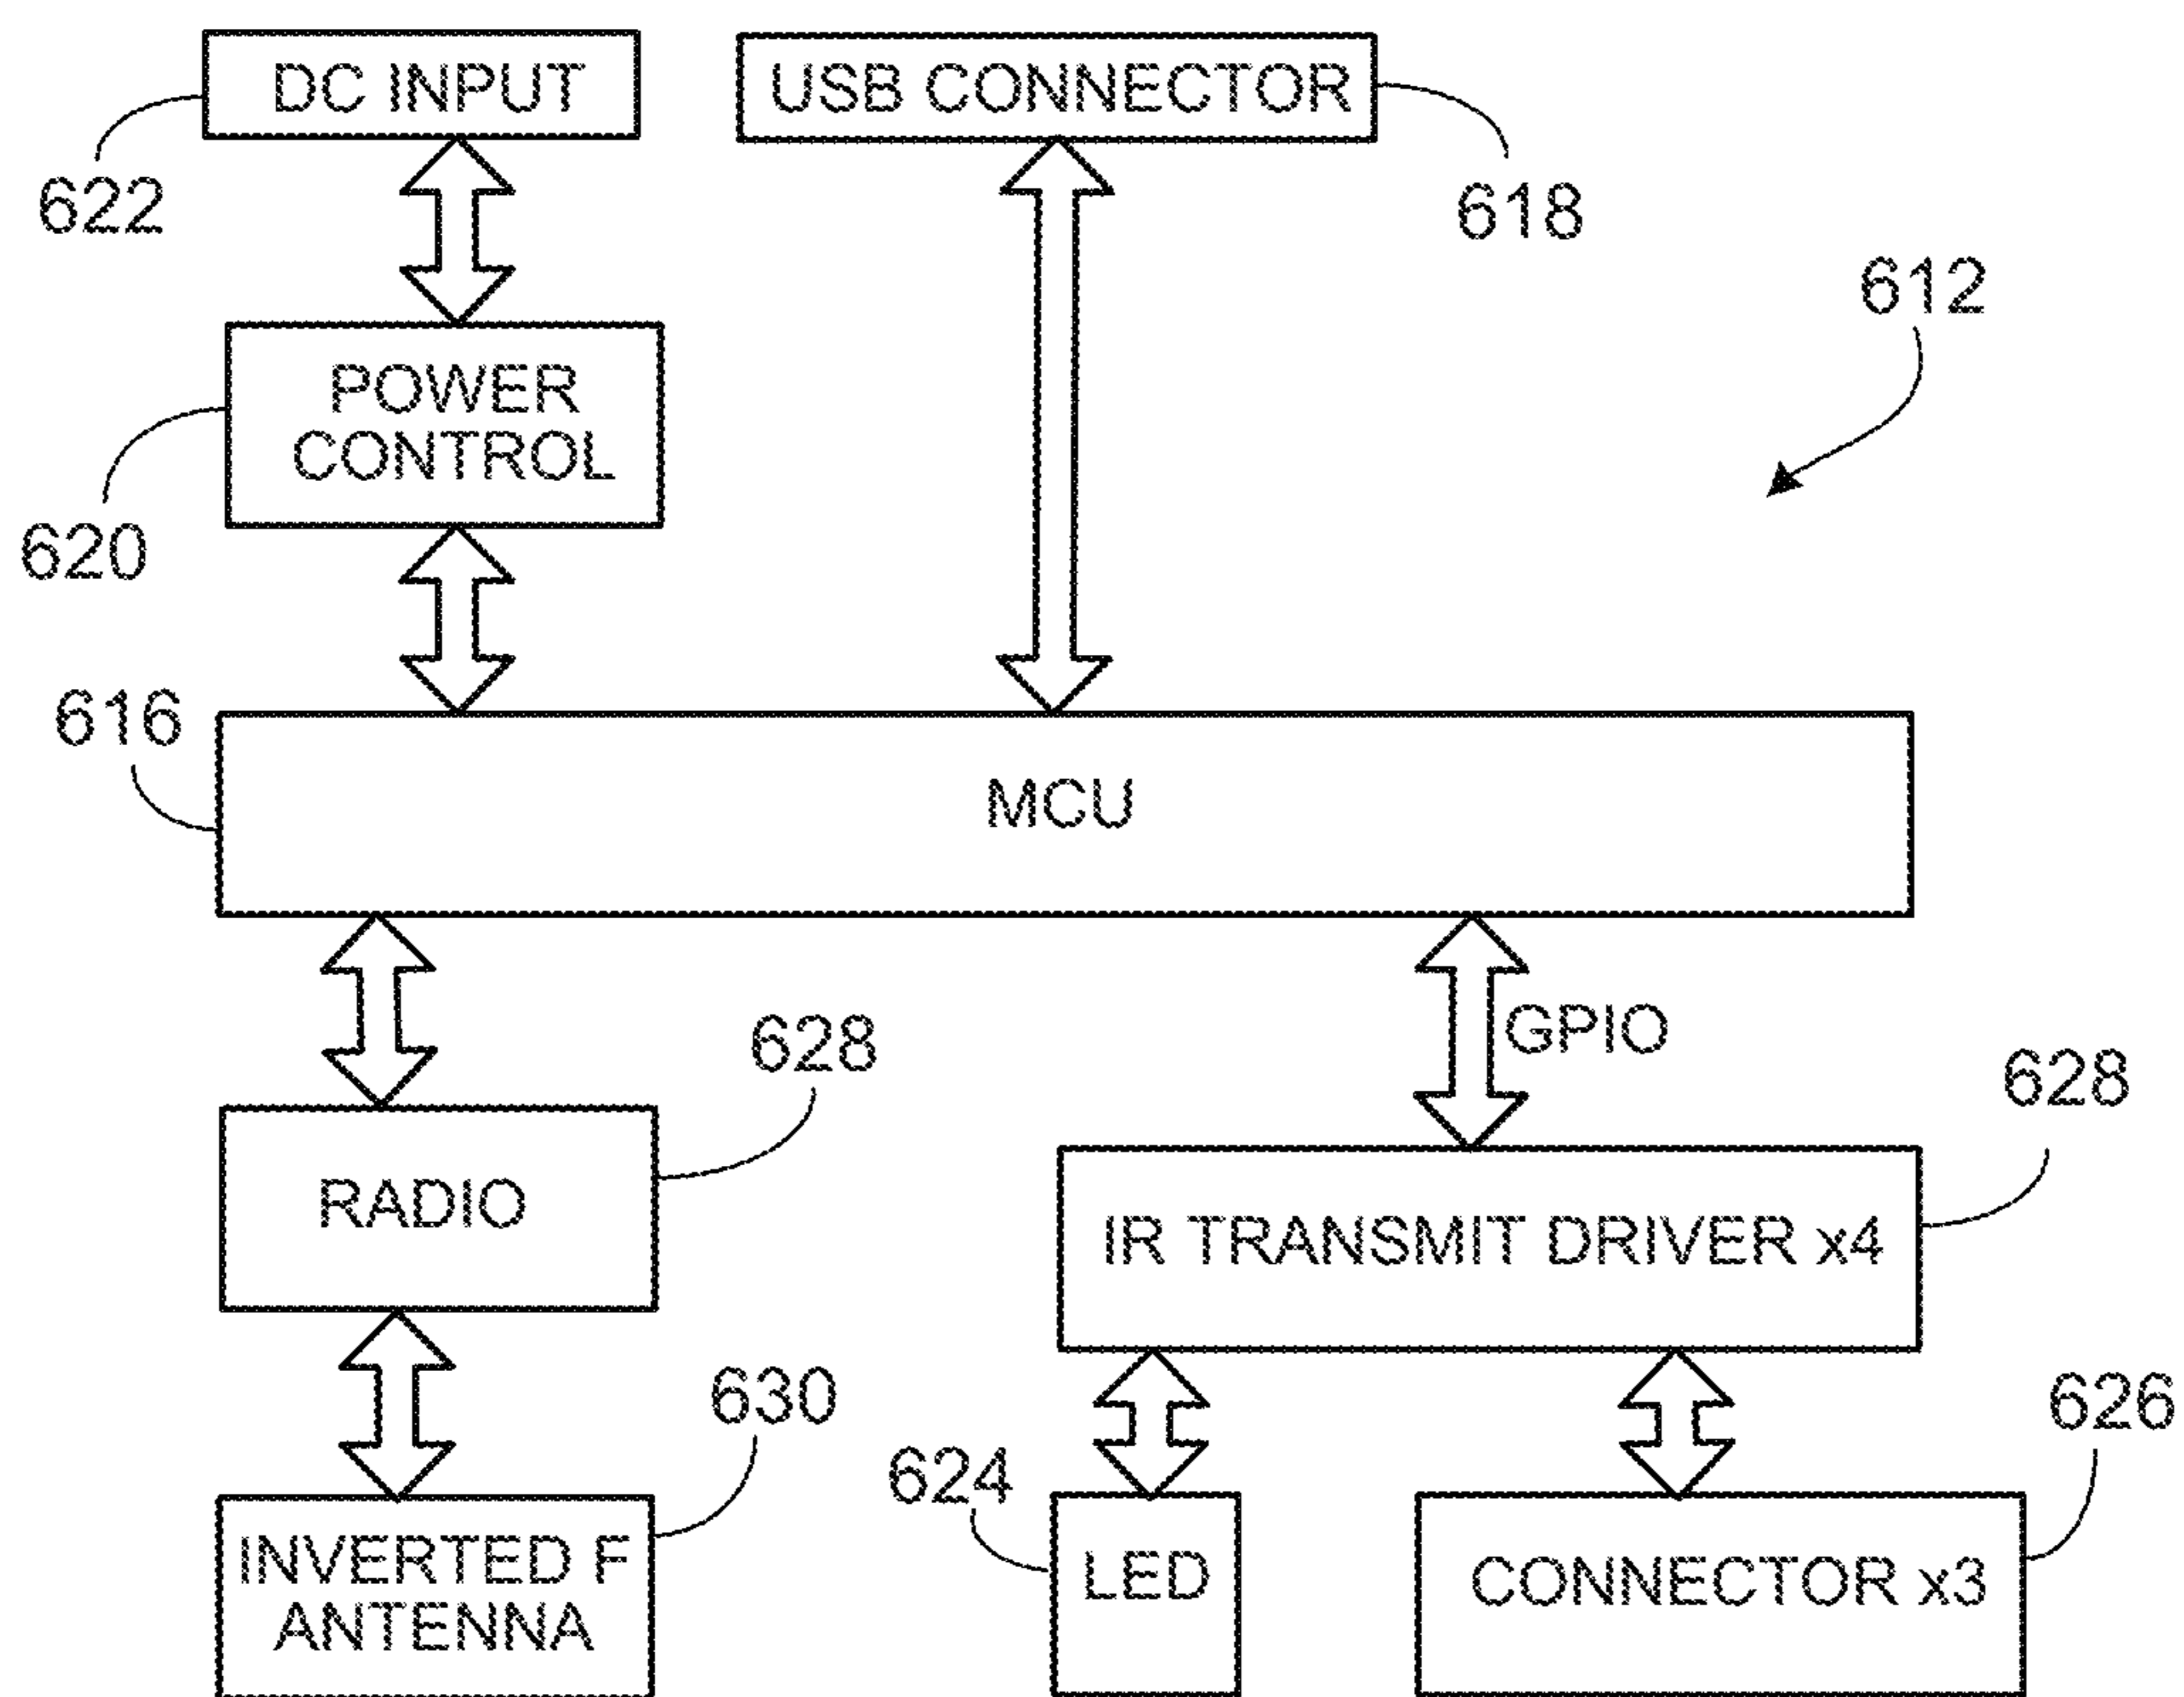 DC INPUT
USB CONNECTOR
622
618
612
POWER
CONTROL
620
616
MCU
GPIO
628
628
RADIO
IR TRANSMIT DRIVER x4
630
626
624
INVERTED F
ANTENNA
LED
CONNECTOR x3